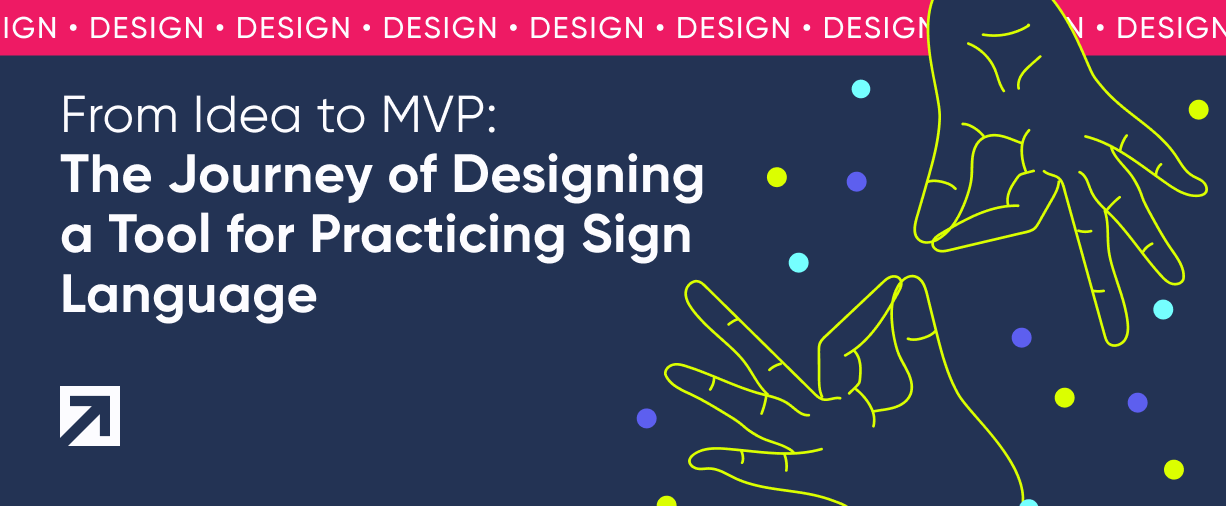 IGN • DESIGN • DESIGN • DESIGN • DESIGN • DESIGN • DESIGN N • DESIGN
From Idea to MVP:
The Journey of Designing
a Tool for Practicing Sign
Language